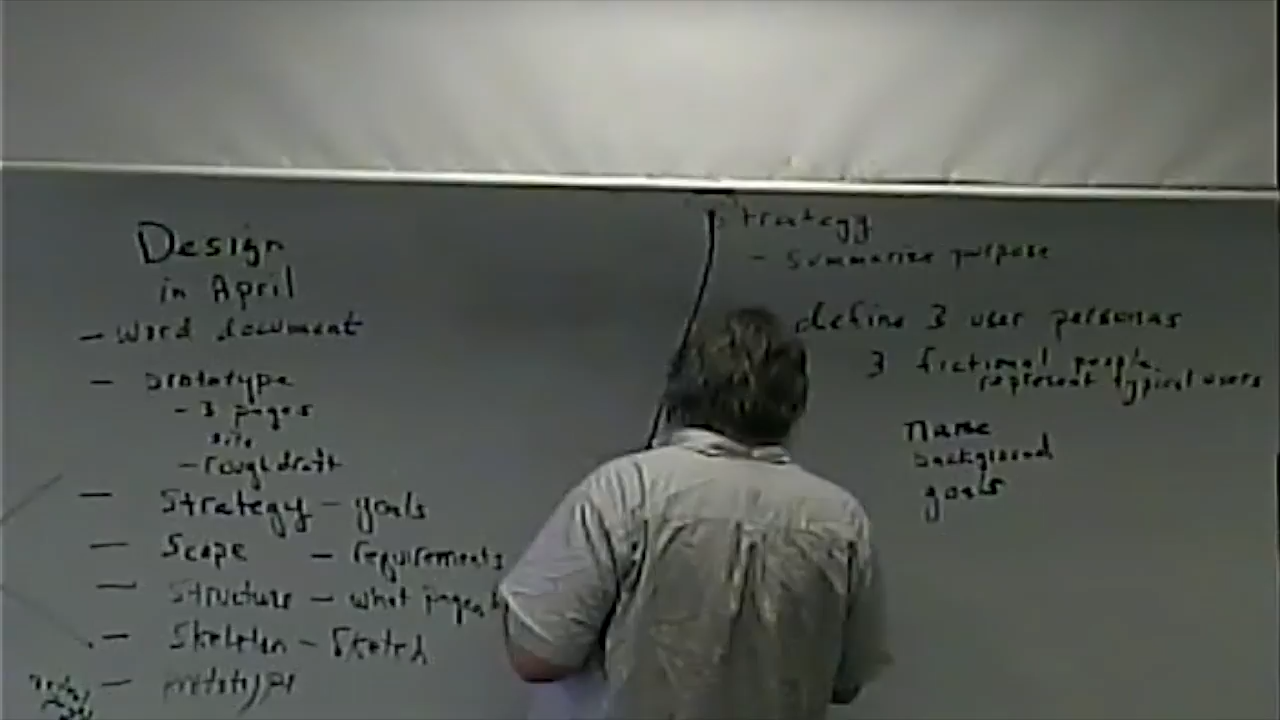 Design
in April
- word document
- prototype
- 3 pages
site
- rough draft
- Strategy - goals
- Scope - requirements
- Structure - what pages
- Skeleton - Sketch
- prototype
Strategy
- Summarize purpose
define 3 user personas
3 fictional people
represent typical users
name
background
goals